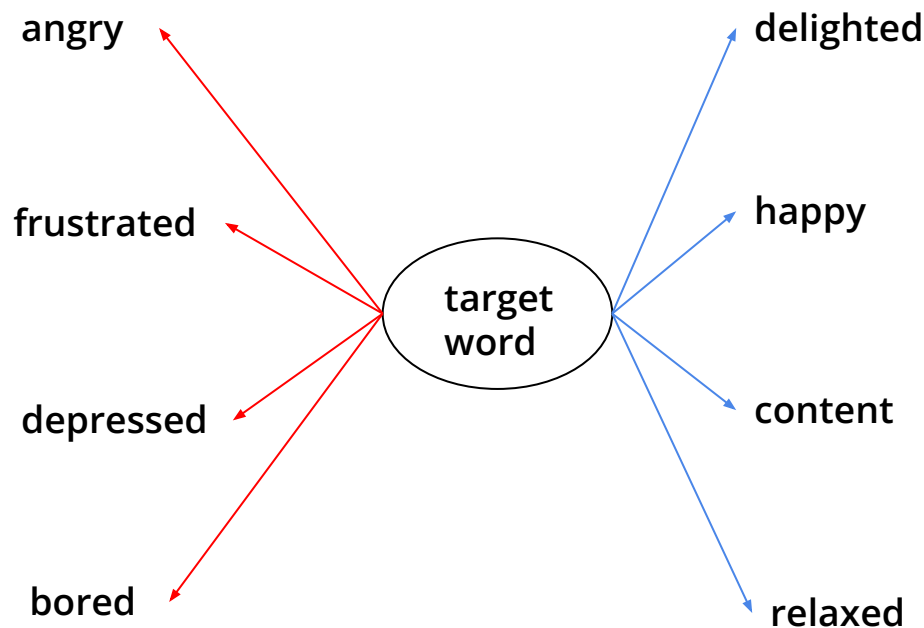 angry
frustrated
depressed
bored
target
word
delighted
happy
content
relaxed